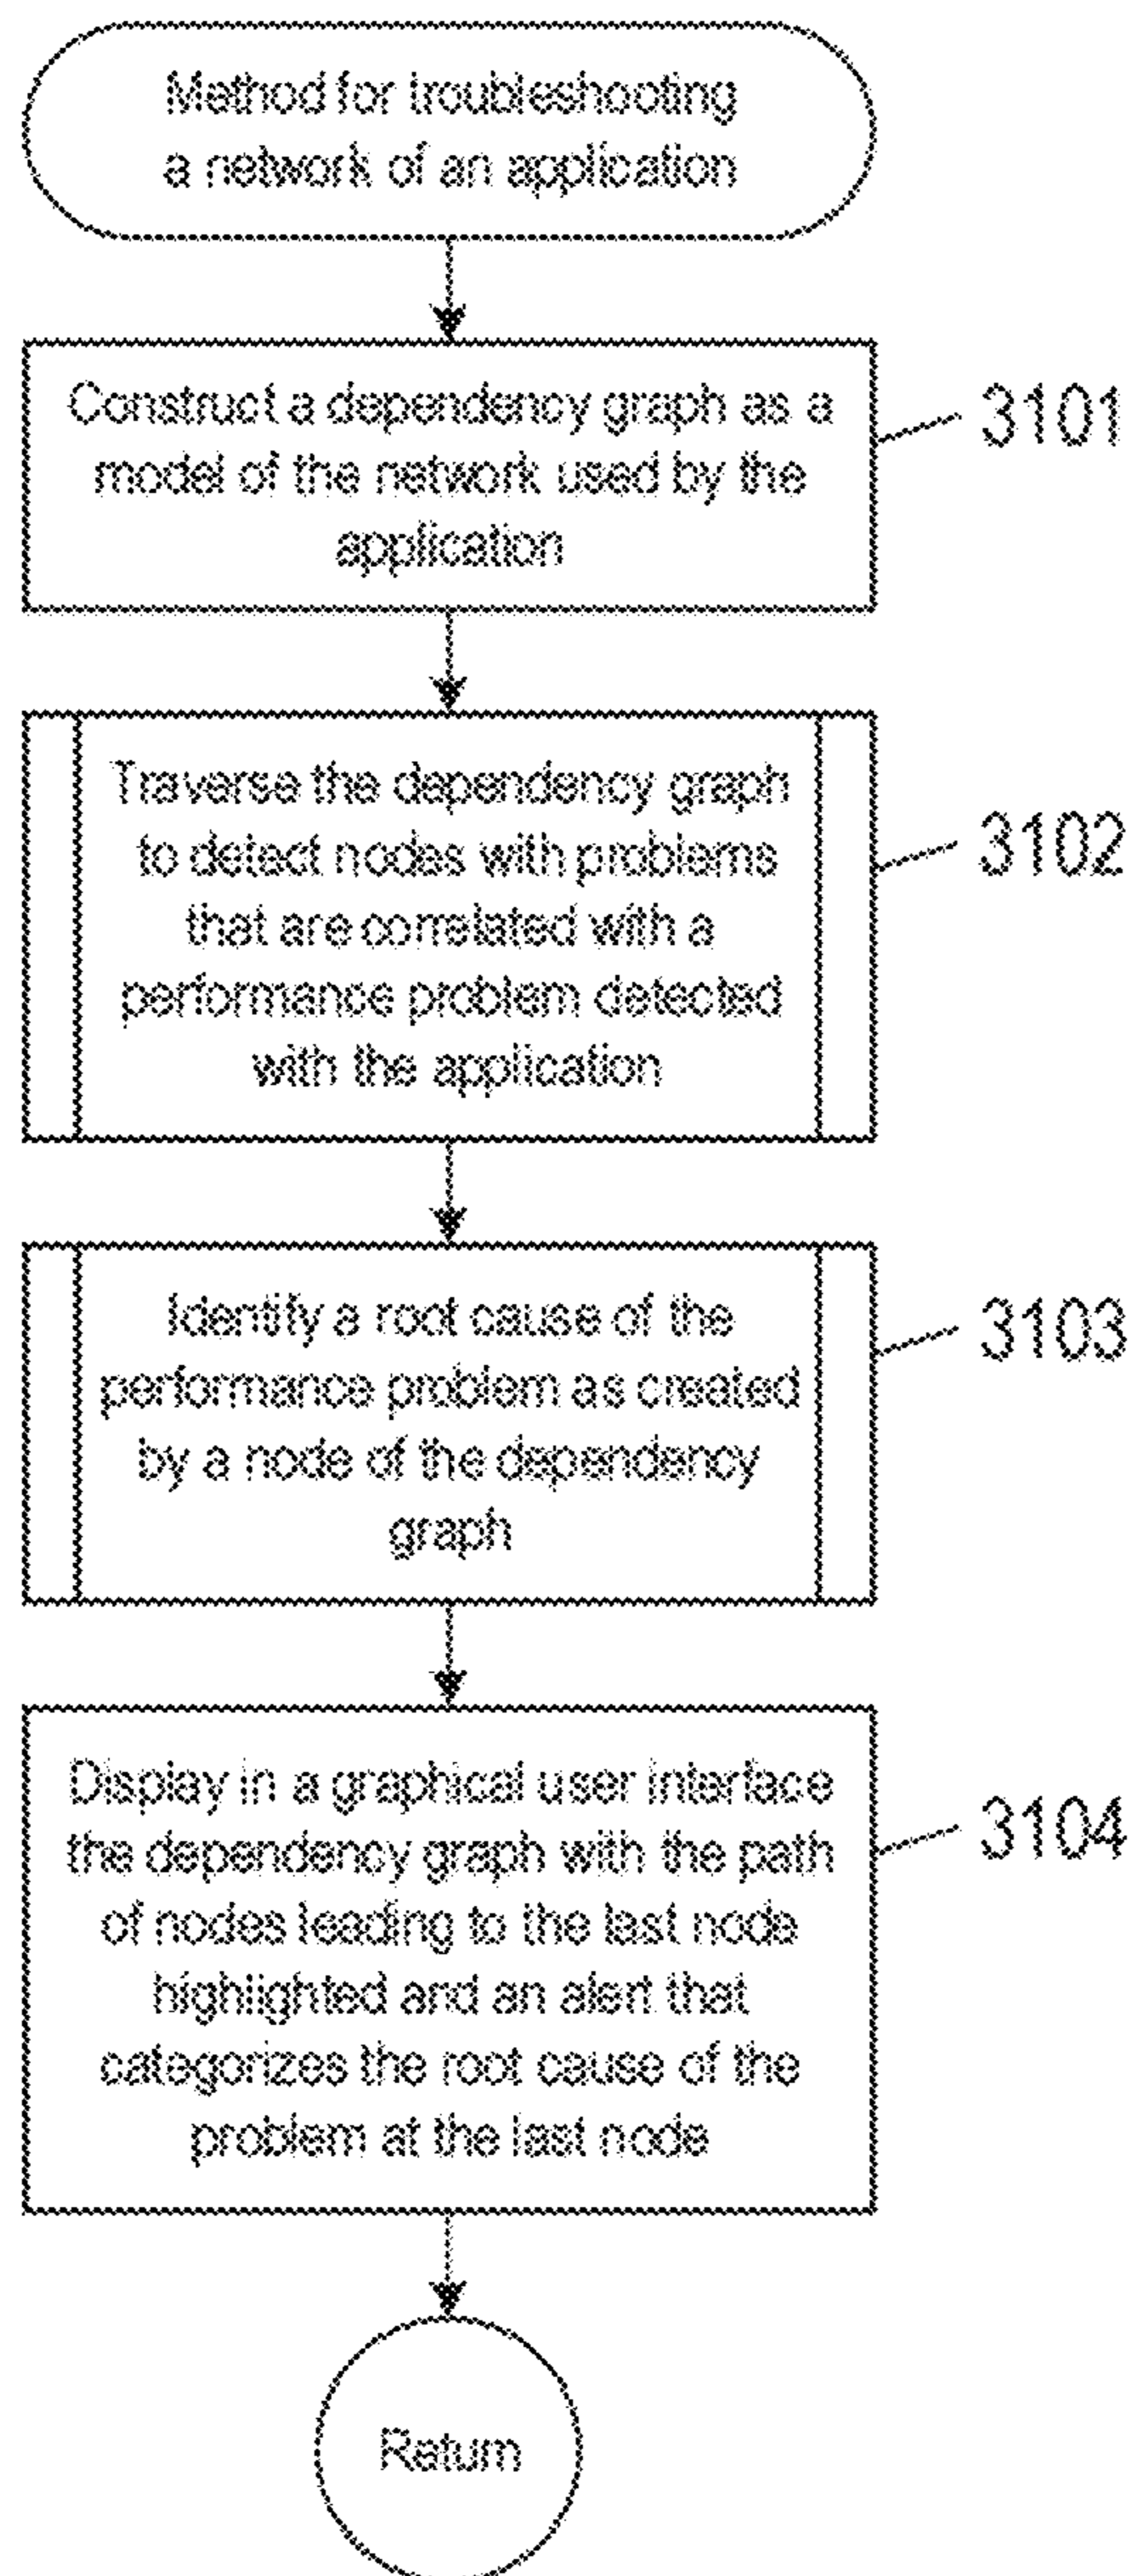 Method for troubleshooting
a network of an application
Construct a dependency graph as a
model of the network used by the
application
3101
Traverse the dependency graph
to detect nodes with problems
that are correlated with a
performance problem detected
with the application
3102
Identify a root cause of the
performance problem as created
by a node of the dependency
graph
3103
Display in a graphical user interface
the dependency graph with the path
of nodes leading to the last node
highlighted and an alert that
categorizes the root cause of the
problem at the last node
3104
Return